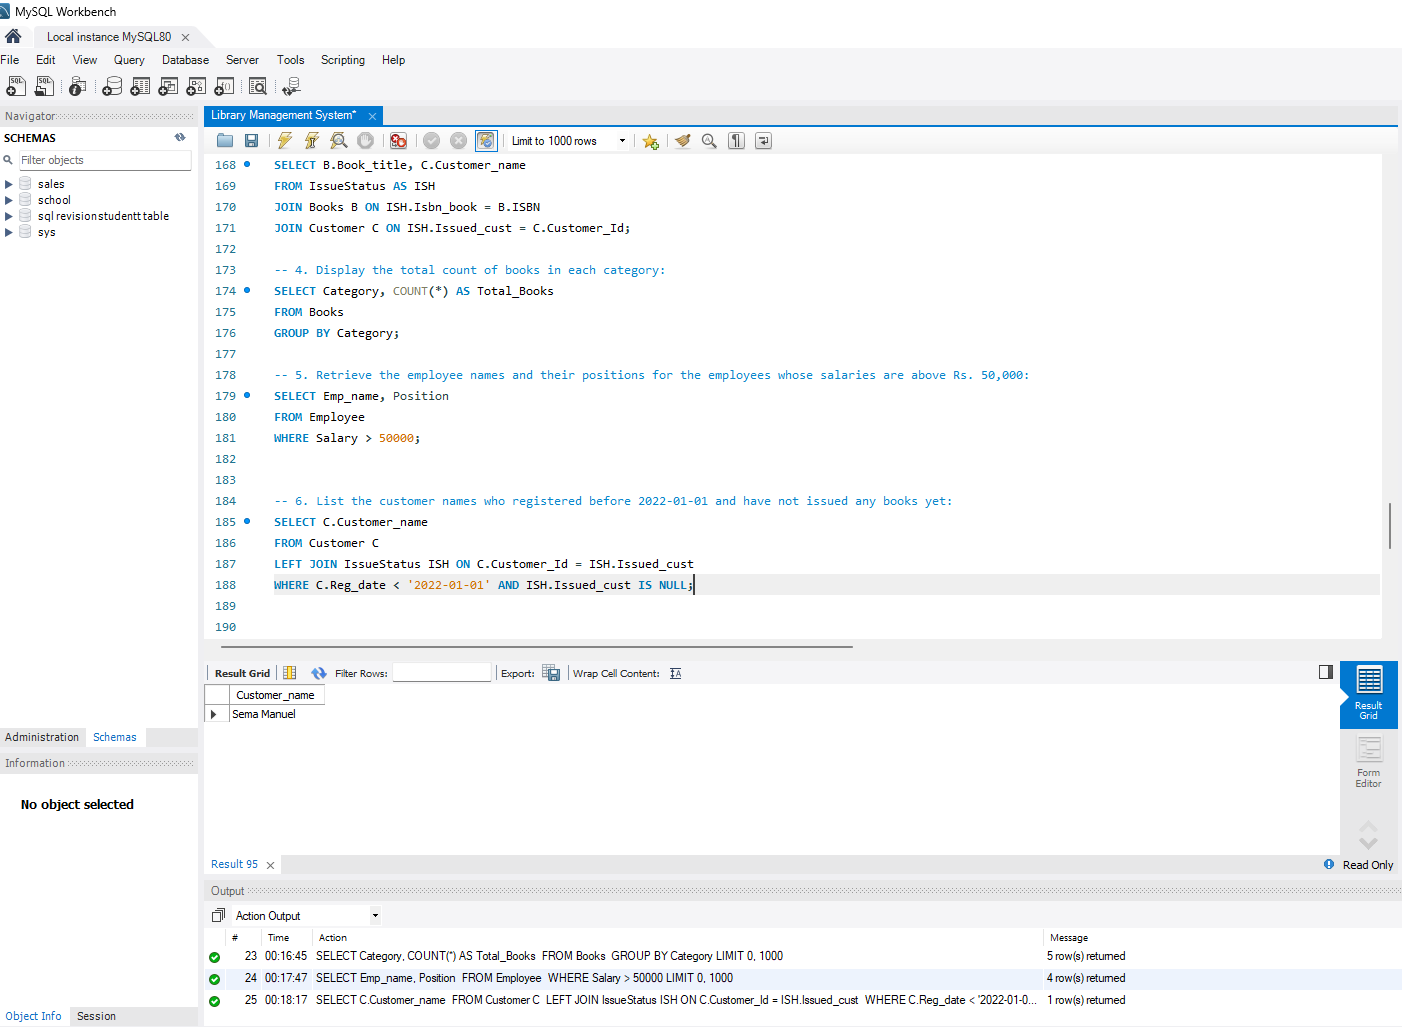 MySQL Workbench
Local instance MySQL80
File Edit View Query Database Server Tools Scripting Help
Navigator
SCHEMAS
Filter objects
sales
school
sql revision studentt table
sys
Administration Schemas
Information
No object selected
Object Info Session
Library Management System*
Limit to 1000 rows
168 SELECT B.Book_title, C.Customer_name
169 FROM IssueStatus AS ISH
170 JOIN Books B ON ISH.Isbn_book = B.ISBN
171 JOIN Customer C ON ISH.Issued_cust = C.Customer_Id;
172
173 -- 4. Display the total count of books in each category:
174 SELECT Category, COUNT(*) AS Total_Books
175 FROM Books
176 GROUP BY Category;
177
178 -- 5. Retrieve the employee names and their positions for the employees whose salaries are above Rs. 50,000:
179 SELECT Emp_name, Position
180 FROM Employee
181 WHERE Salary > 50000;
182
183
184 -- 6. List the customer names who registered before 2022-01-01 and have not issued any books yet:
185 SELECT C.Customer_name
186 FROM Customer C
187 LEFT JOIN IssueStatus ISH ON C.Customer_Id = ISH.Issued_cust
188 WHERE C.Reg_date < '2022-01-01' AND ISH.Issued_cust IS NULL;
189
190
Result Grid Filter Rows: Export: Wrap Cell Content:
Customer_name
Sema Manuel
Result
Grid
Form
Editor
Result 95
Read Only
Output
Action Output
# Time Action Message
23 00:16:45 SELECT Category, COUNT(*) AS Total_Books FROM Books GROUP BY Category LIMIT 0, 1000 5 row(s) returned
24 00:17:47 SELECT Emp_name, Position FROM Employee WHERE Salary > 50000 LIMIT 0, 1000 4 row(s) returned
25 00:18:17 SELECT C.Customer_name FROM Customer C LEFT JOIN IssueStatus ISH ON C.Customer_Id = ISH.Issued_cust WHERE C.Reg_date < '2022-01-0... 1 row(s) returned